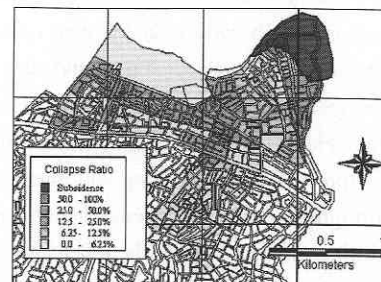 Collapse Ratio
Subsidence
50.0 - 100%
25.0 - 50.0%
12.5 - 25.0%
6.25 - 12.5%
0.0 - 6.25%
0.5
Kilometers